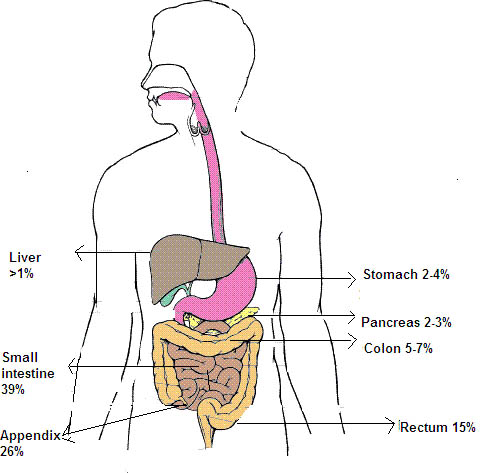 Liver
>1%
Stomach 2-4%
Pancreas 2-3%
Colon 5-7%
Small
intestine
39%
Appendix
26%
Rectum 15%